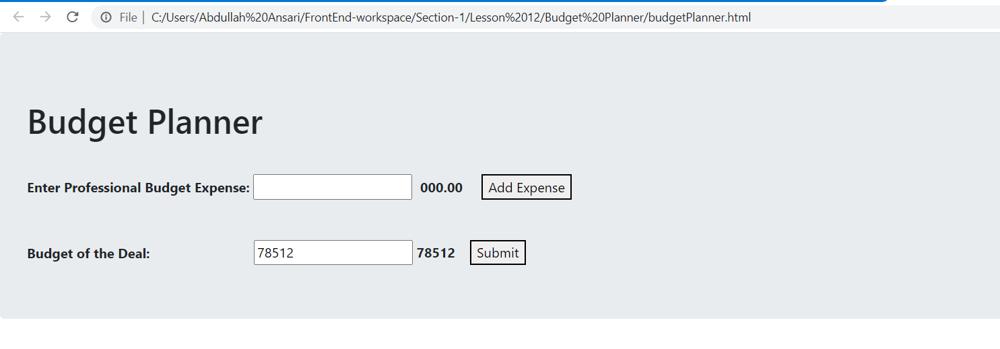 File | C:/Users/Abdullah%20Ansari/FrontEnd-workspace/Section-1/Lesson%2012/Budget%20Planner/budgetPlanner.html
Budget Planner
Enter Professional Budget Expense: 000.00 Add Expense
Budget of the Deal: 78512 78512 Submit